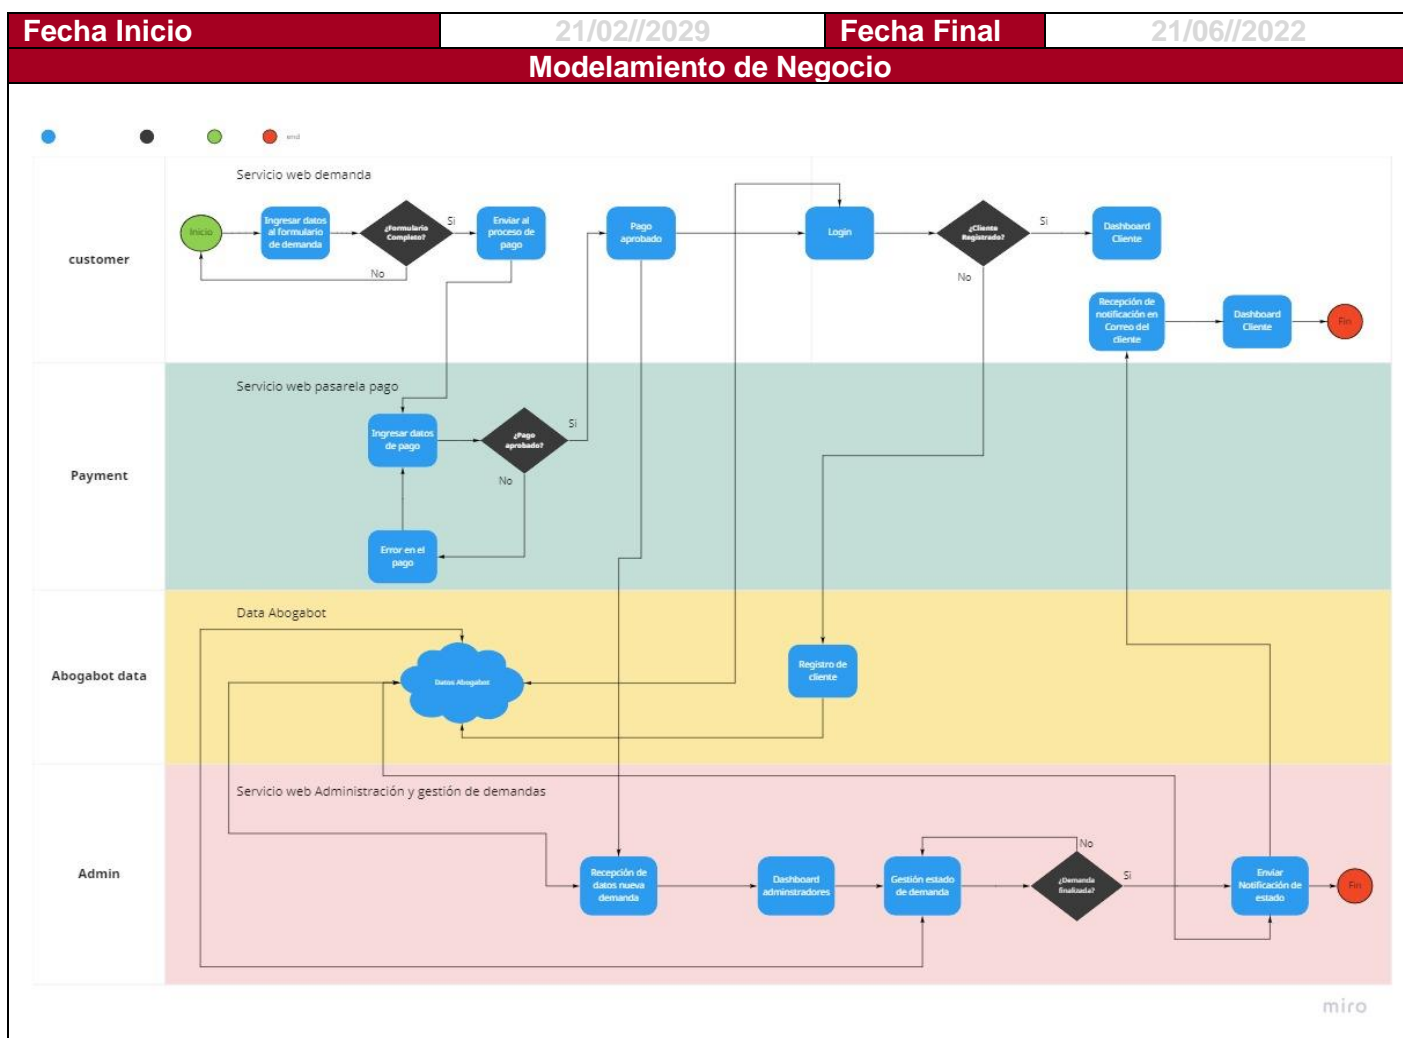 Fecha Inicio 21/02//2029 Fecha Final 21/06//2022
Modelamiento de Negocio
end
customer
Servicio web demanda
Inicio
Ingresar datos
al formulario
de demanda
¿Formulario
Completo?
Si
No
Enviar al
proceso de
pago
Pago
aprobado
Login
¿Cliente
Registrado?
Si
No
Dashboard
Cliente
Recepción de
notificación en
Correo del
cliente
Dashboard
Cliente
Fin
Payment
Servicio web pasarela pago
Ingresar datos
de pago
¿Pago
aprobado?
Si
No
Error en el
pago
Abogabot data
Data Abogabot
Datos Abogabot
Registro de
cliente
Admin
Servicio web Administración y gestión de demandas
Recepción de
datos nueva
demanda
Dashboard
adminstradores
Gestión estado
de demanda
¿Demanda
finalizada?
No
Si
Enviar
Notificación de
estado
Fin
miro